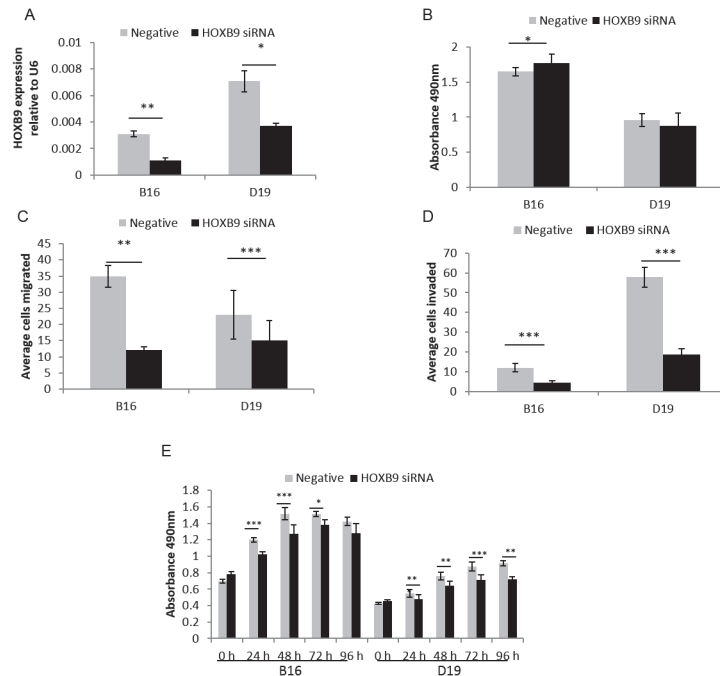 A
Negative HOXB9 siRNA
HOXB9 expression
relative to U6
0.01
0.008
0.006
0.004
0.002
0
**
*
B16 D19
B
Negative HOXB9 siRNA
Absorbance 490nm
2
1.5
1
0.5
0
*
B16 D19
C
Negative HOXB9 siRNA
Average cells migrated
45
40
35
30
25
20
15
10
5
0
**
***
B16 D19
D
Negative HOXB9 siRNA
Average cells invaded
70
60
50
40
30
20
10
0
***
***
B16 D19
E
Negative HOXB9 siRNA
Absorbance 490nm
1.8
1.6
1.4
1.2
1
0.8
0.6
0.4
0.2
0
*** *** * ** ** *** **
0 h 24 h 48 h 72 h 96 h 0 h 24 h 48 h 72 h 96 h
B16 D19